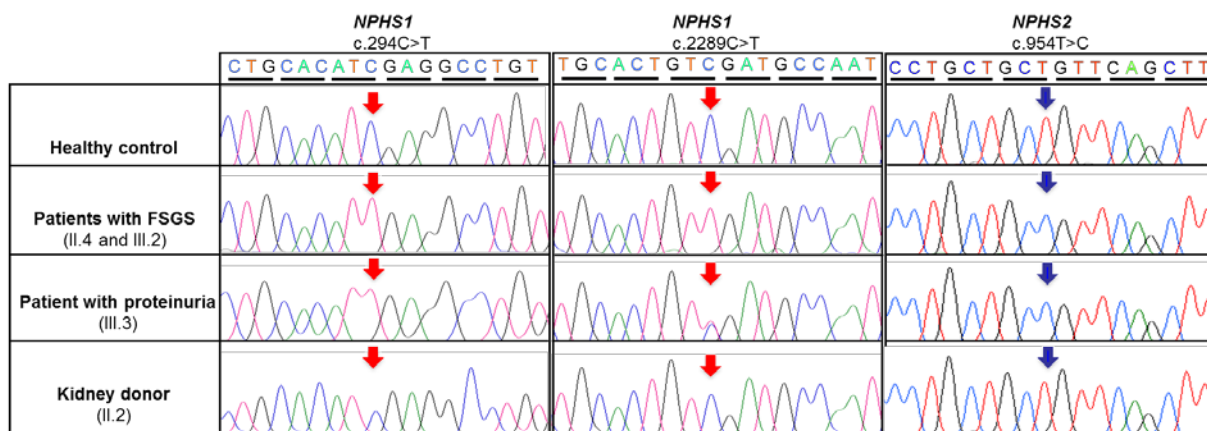 NPHS1
c.294C>T
NPHS1
c.2289C>T
NPHS2
c.954T>C
CTGCACATCGAGGCCTGT
TGCACTGTCGATGCCAAT
CCTGCTGCTGTTCAGCTT
Healthy control
Patients with FSGS
(II.4 and III.2)
Patient with proteinuria
(III.3)
Kidney donor
(II.2)